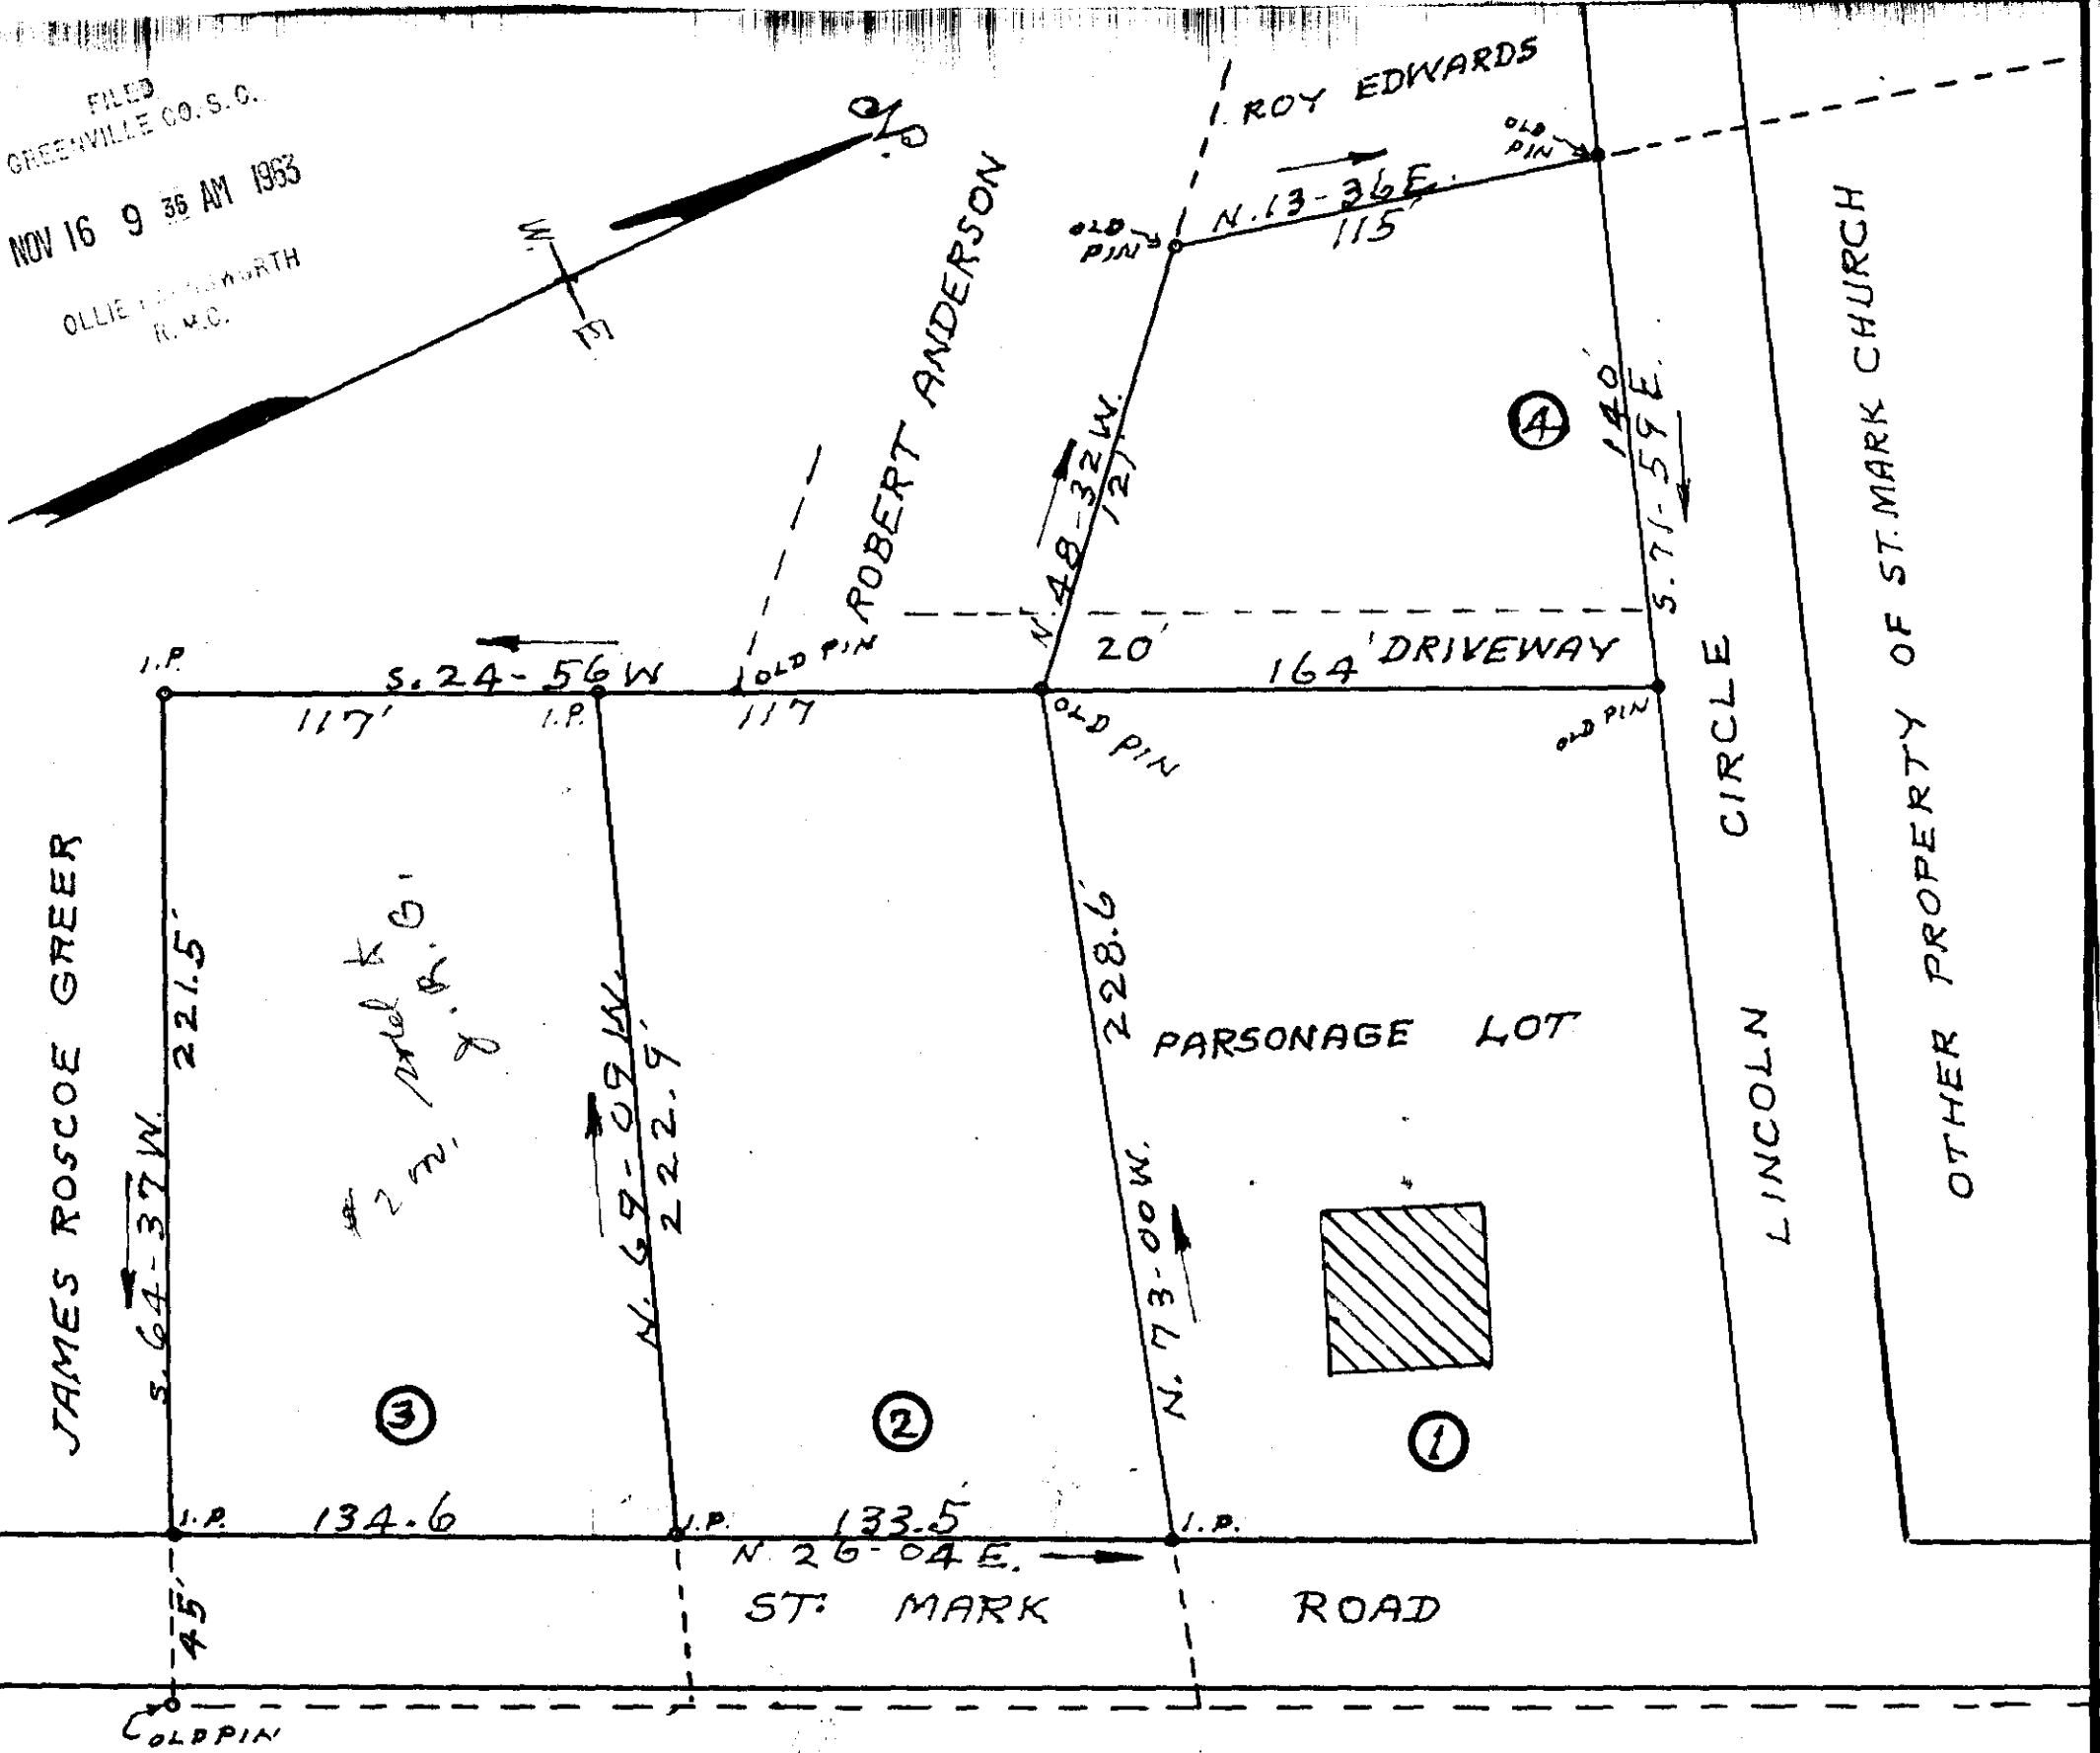 FILED
GREENVILLE CO. S. C.
NOV 16 9 36 AM 1963
OLLIE
R. M. C.
W.
E
ROBERT ANDERSON
ROY EDWARDS
OLD PIN
N. 13-36 E.
115'
OLD PIN
N. 48-32 W.
121'
④
140'
S. 71-59 E.
I.P.
S. 24-56 W
OLD PIN
20' DRIVEWAY
164'
117'
I.P.
117
OLD PIN
OLD PIN
JAMES ROSCOE GREER
221.5'
S. 64-37 W.
N. 69-09 W.
222.9'
228.6'
N. 73-00 W.
PARSONAGE LOT
LINCOLN CIRCLE
OTHER PROPERTY OF ST. MARK CHURCH
③
②
①
I.P.
134.6
I.P.
133.5'
I.P.
N. 26-04 E.
ST. MARK ROAD
45'
OLD PIN